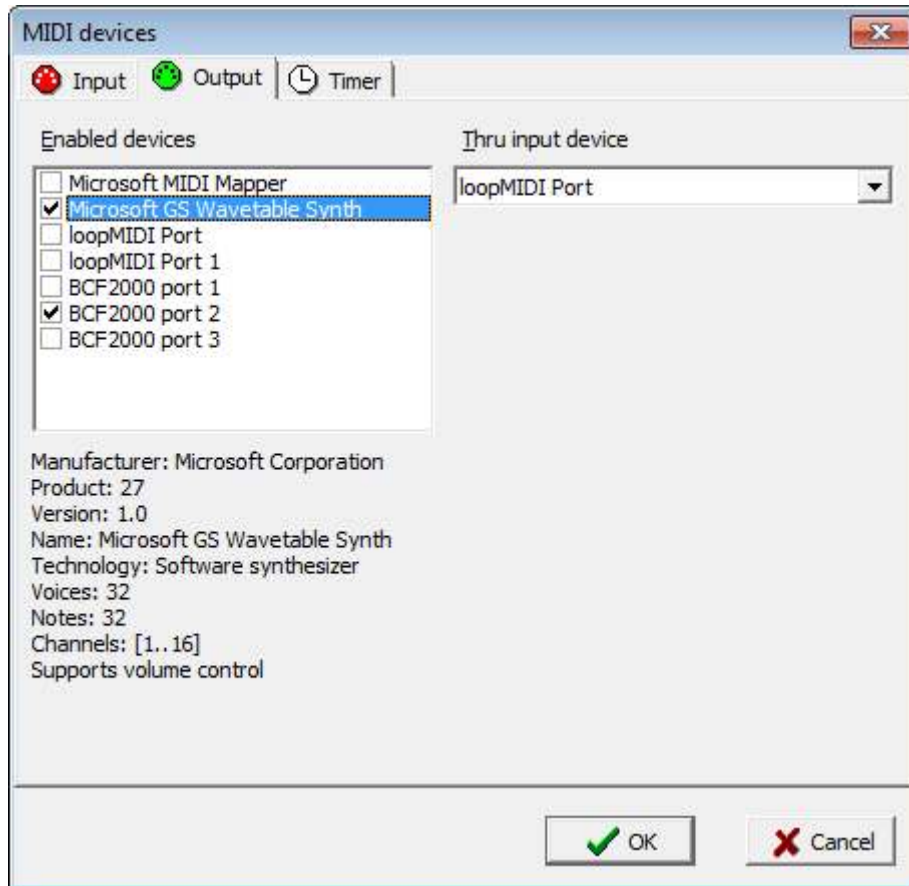 MIDI devices
Input Output Timer
Enabled devices
Thru input device
Microsoft MIDI Mapper
Microsoft GS Wavetable Synth
loopMIDI Port
loopMIDI Port 1
BCF2000 port 1
BCF2000 port 2
BCF2000 port 3
loopMIDI Port
Manufacturer: Microsoft Corporation
Product: 27
Version: 1.0
Name: Microsoft GS Wavetable Synth
Technology: Software synthesizer
Voices: 32
Notes: 32
Channels: [1..16]
Supports volume control
OK
Cancel